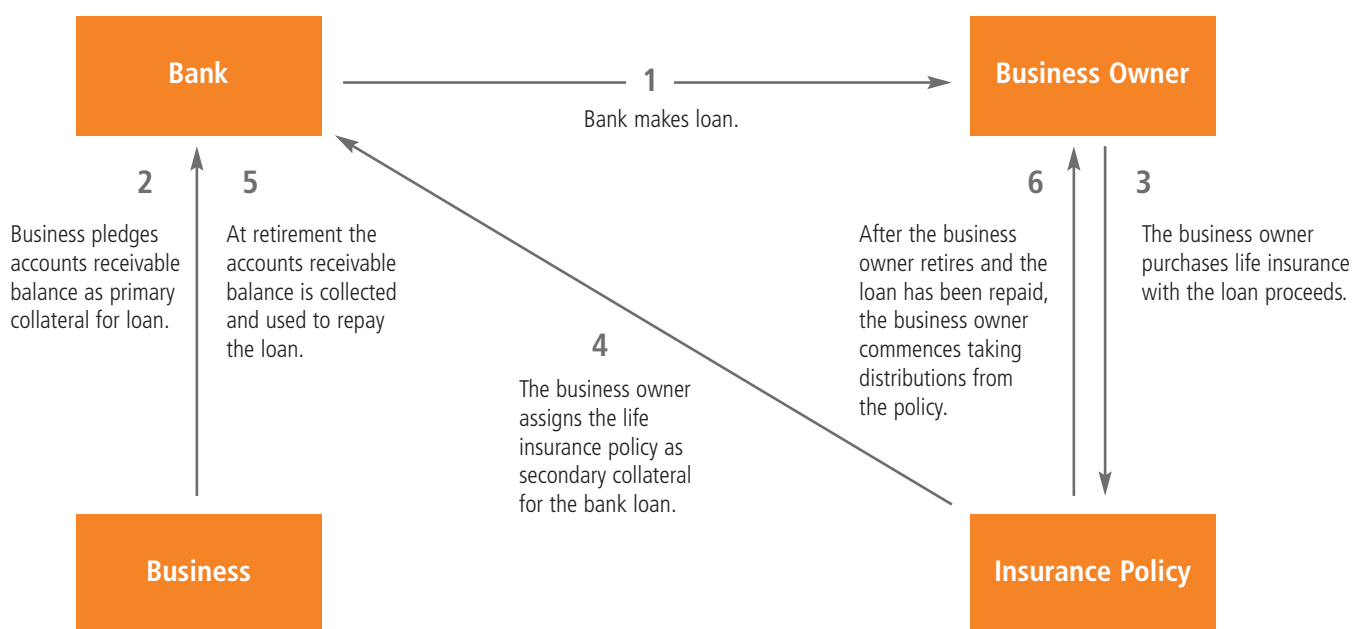 Bank
1
Bank makes loan.
Business Owner
2
Business pledges
accounts receivable
balance as primary
collateral for loan.
5
At retirement the
accounts receivable
balance is collected
and used to repay
the loan.
4
The business owner
assigns the life
insurance policy as
secondary collateral
for the bank loan.
6
After the business
owner retires and the
loan has been repaid,
the business owner
commences taking
distributions from
the policy.
3
The business owner
purchases life insurance
with the loan proceeds.
Business
Insurance Policy